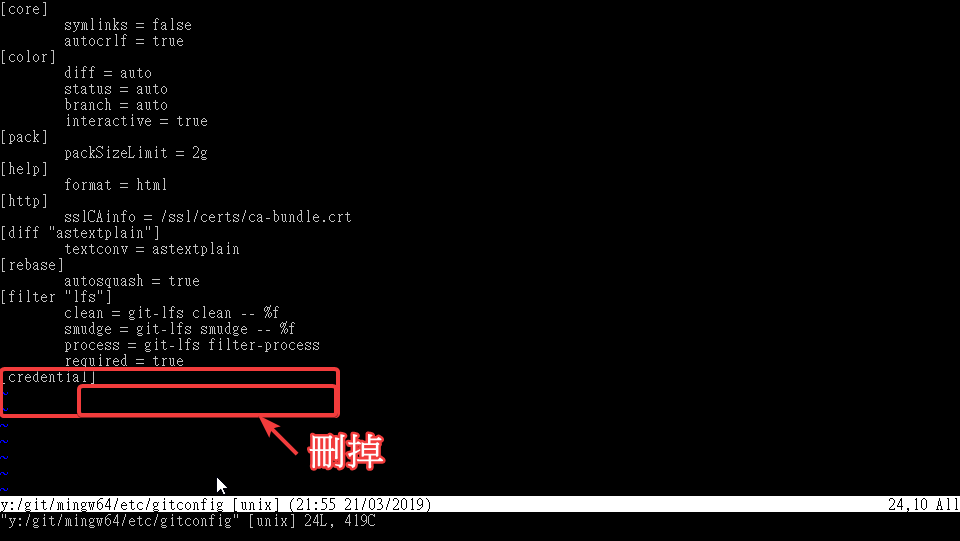 [core]
symlinks = false
autocrlf = true
[color]
diff = auto
status = auto
branch = auto
interactive = true
[pack]
packSizeLimit = 2g
[help]
format = html
[http]
sslCAinfo = /ssl/certs/ca-bundle.crt
[diff "astextplain"]
textconv = astextplain
[rebase]
autosquash = true
[filter "lfs"]
clean = git-lfs clean -- %f
smudge = git-lfs smudge -- %f
process = git-lfs filter-process
required = true
[credential]
~
~
~
~
刪掉
~
~
~
y:/git/mingw64/etc/gitconfig [unix] (21:55 21/03/2019) 24,10 All
"y:/git/mingw64/etc/gitconfig" [unix] 24L, 419C